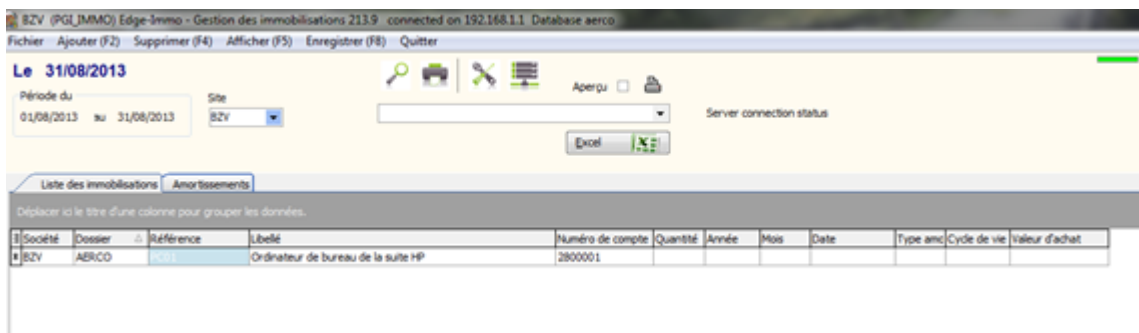 BZV (PGI_IMMO) Edge-Immo - Gestion des immobilisations 213.9 connected on 192.168.1.1 Database aerco
Fichier Ajouter (F2) Supprimer (F4) Afficher (F5) Enregistrer (F8) Quitter
Le 31/08/2013
Aperçu
Période du
Site
01/08/2013 au 31/08/2013
BZV
Server connection status
Excel
Liste des immobilisations Amortissements
Déplacer ici le titre d'une colonne pour grouper les données.
Société Dossier Référence Libellé Numéro de compte Quantité Année Mois Date Type amc Cycle de vie Valeur d'achat
BZV AERCO PC01 Ordinateur de bureau de la suite HP 2800001